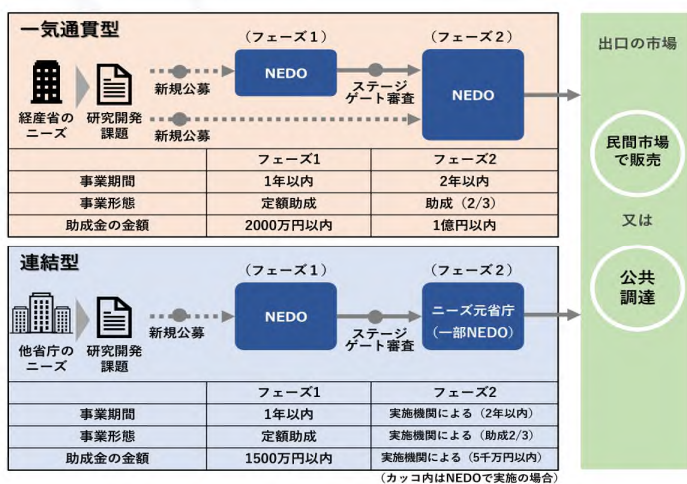 一気通貫型
(フェーズ1)
(フェーズ2)
NEDO
NEDO
新規公募
ステージ
ゲート審査
新規公募
経産省の
ニーズ
研究開発
課題
フェーズ1 フェーズ2
事業期間 1年以内 2年以内
事業形態 定額助成 助成(2/3)
助成金の金額 2000万円以内 1億円以内
連結型
(フェーズ1)
(フェーズ2)
NEDO
ニーズ元省庁
(一部NEDO)
新規公募
ステージ
ゲート審査
他省庁の
ニーズ
研究開発
課題
フェーズ1 フェーズ2
事業期間 1年以内 実施機関による(2年以内)
事業形態 定額助成 実施機関による(助成2/3)
助成金の金額 1500万円以内 実施機関による(5千万円以内)
(カッコ内はNEDOで実施の場合)
出口の市場
民間市場
で販売
又は
公共
調達